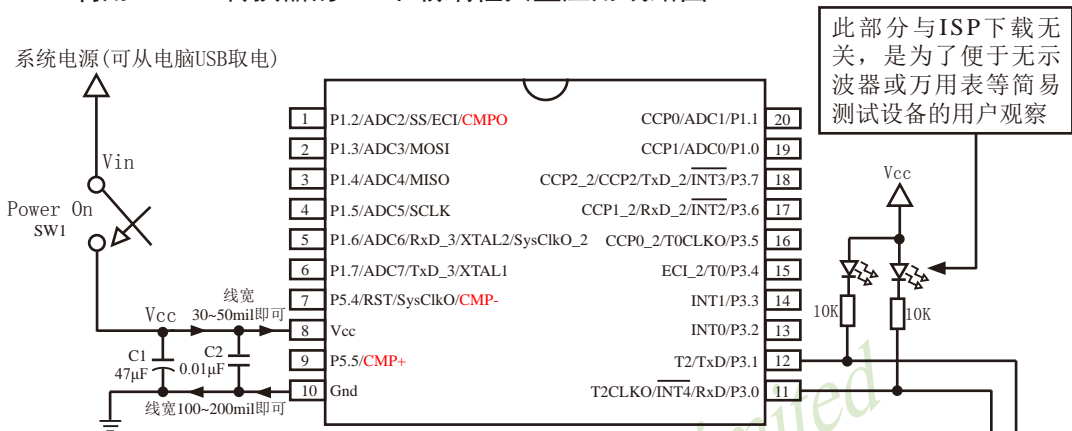 此部分与ISP下载无
关，是为了便于无示
波器或万用表等简易
测试设备的用户观察
系统电源(可从电脑USB取电)
Vin
Power On
SW1
Vcc
线宽
30~50mil即可
C1
47μF
C2
0.01μF
线宽100~200mil即可
1 P1.2/ADC2/SS/ECI/CMPO
2 P1.3/ADC3/MOSI
3 P1.4/ADC4/MISO
4 P1.5/ADC5/SCLK
5 P1.6/ADC6/RxD_3/XTAL2/SysClkO_2
6 P1.7/ADC7/TxD_3/XTAL1
7 P5.4/RST/SysClkO/CMP-
8 Vcc
9 P5.5/CMP+
10 Gnd
CCP0/ADC1/P1.1 20
CCP1/ADC0/P1.0 19
CCP2_2/CCP2/TxD_2/INT3/P3.7 18
CCP1_2/RxD_2/INT2/P3.6 17
CCP0_2/T0CLKO/P3.5 16
ECI_2/T0/P3.4 15
INT1/P3.3 14
INT0/P3.2 13
T2/TxD/P3.1 12
T2CLKO/INT4/RxD/P3.0 11
Vcc
10K
10K